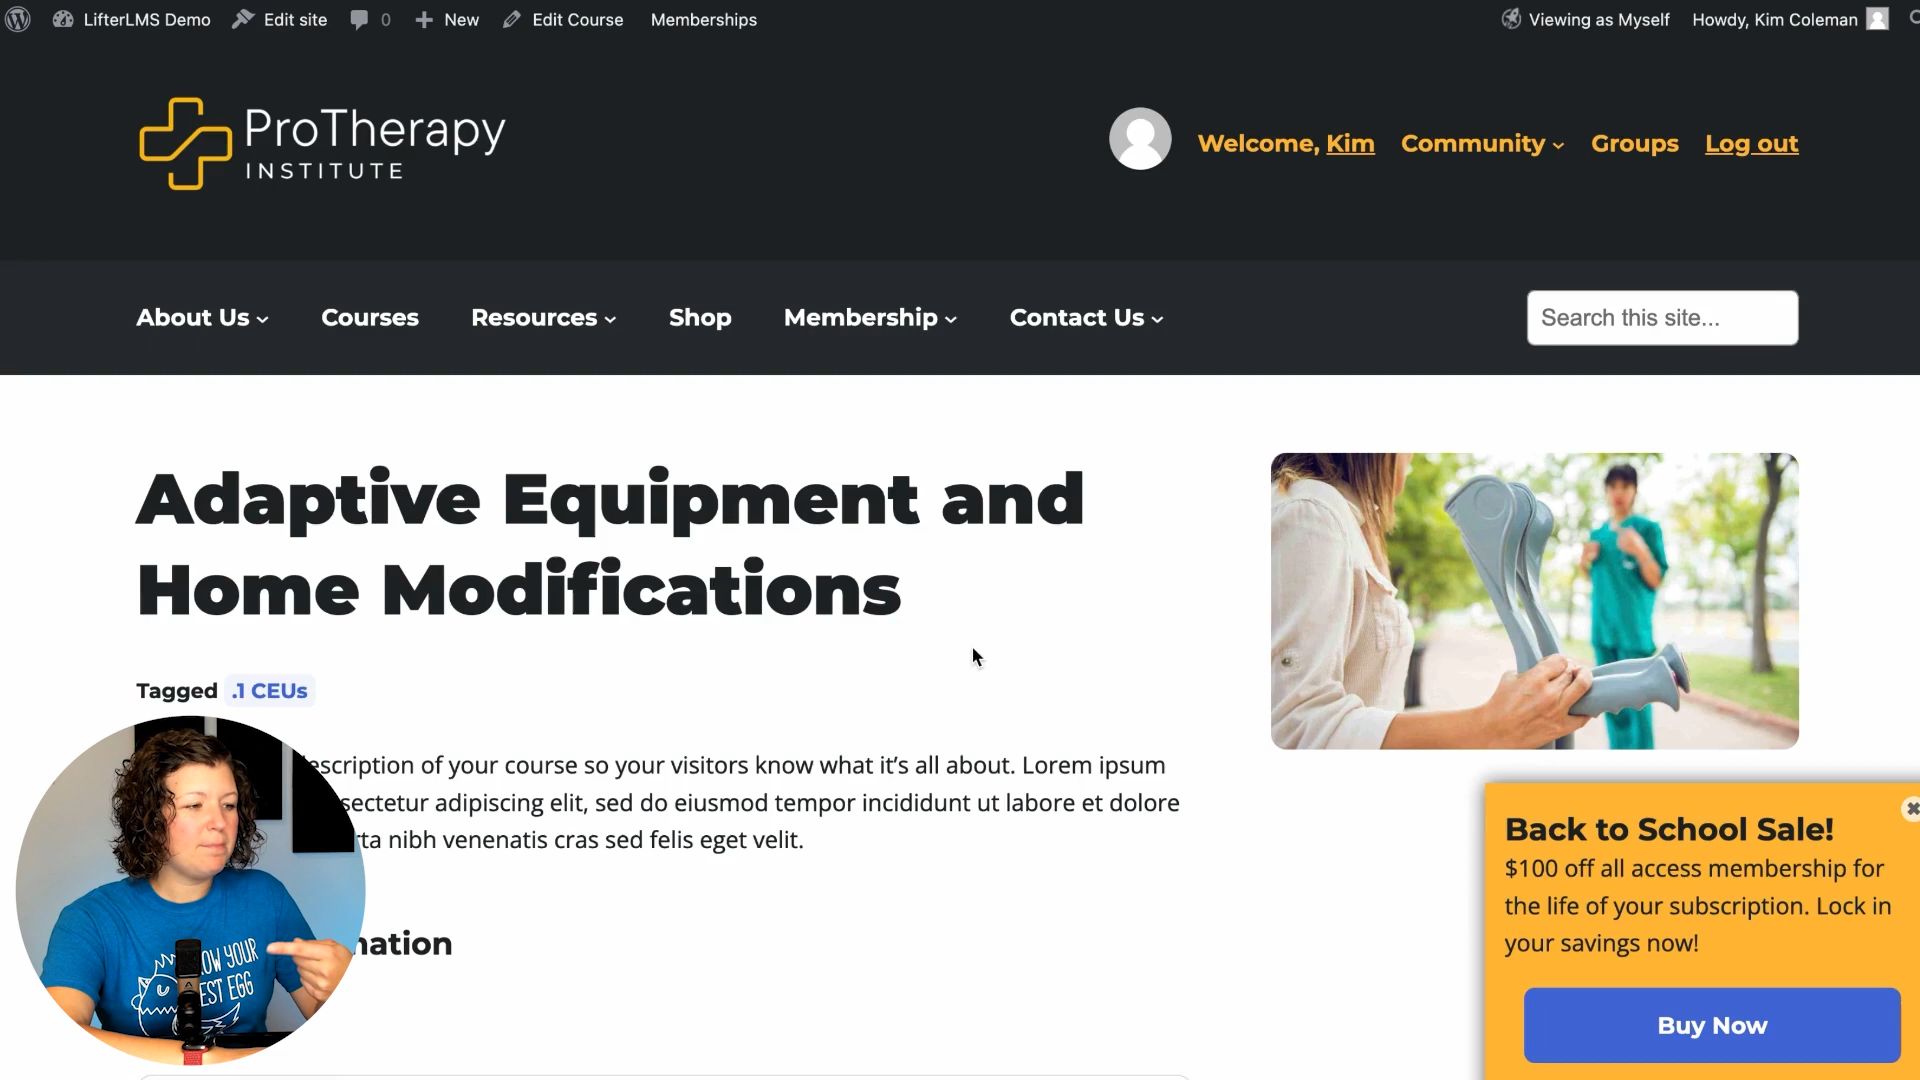 LifterLMS Demo Edit site 0 New Edit Course Memberships Viewing as Myself Howdy, Kim Coleman
ProTherapy
INSTITUTE
Welcome, Kim Community Groups Log out
About Us Courses Resources Shop Membership Contact Us Search this site...
Adaptive Equipment and
Home Modifications
Tagged .1 CEUs
escription of your course so your visitors know what it’s all about. Lorem ipsum
sectetur adipiscing elit, sed do eiusmod tempor incididunt ut labore et dolore
rta nibh venenatis cras sed felis eget velit.
mation
OW YOUR
EST EGG
Back to School Sale!
$100 off all access membership for
the life of your subscription. Lock in
your savings now!
Buy Now